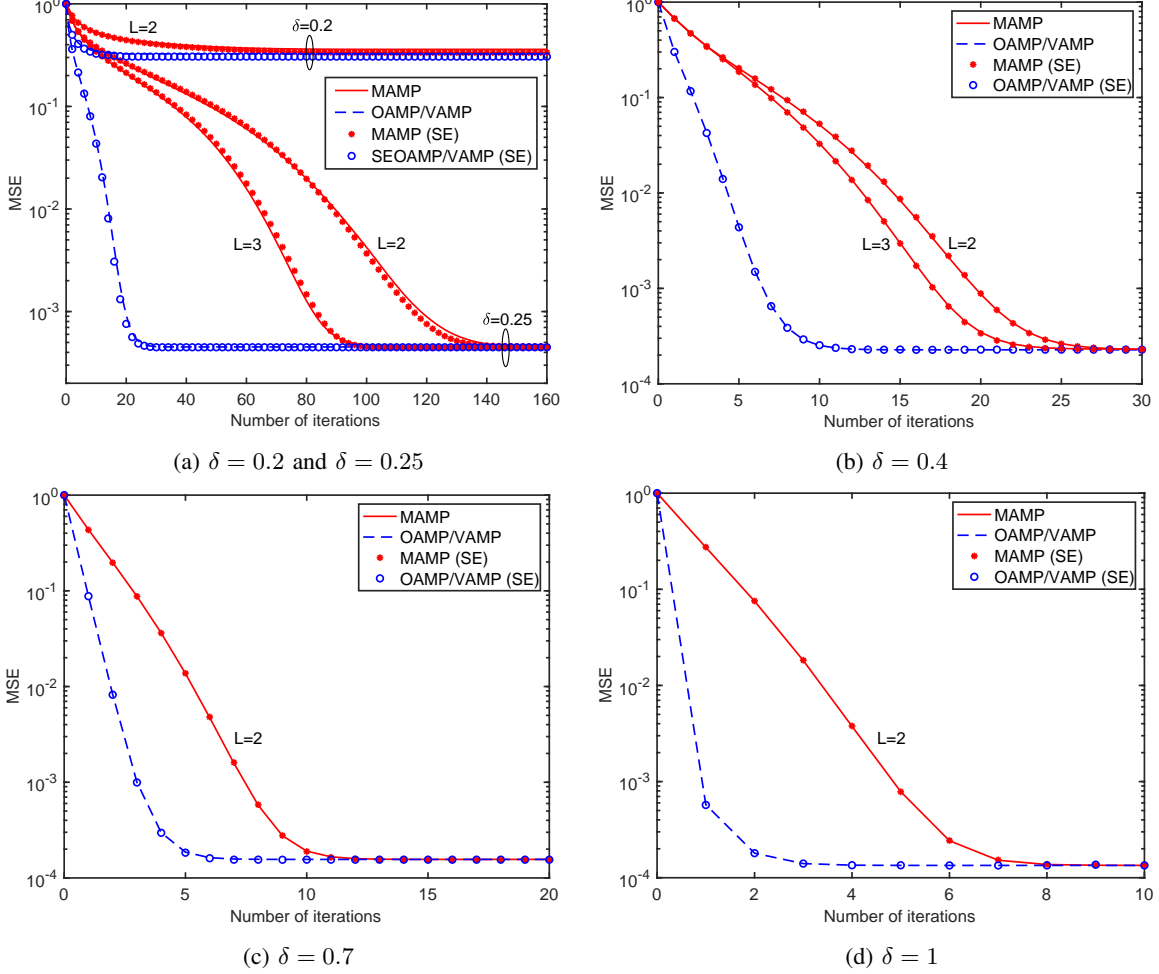 10^0
10^-1
10^-2
10^-3
MSE
0 20 40 60 80 100 120 140 160
Number of iterations
L=2
δ=0.2
MAMP
OAMP/VAMP
MAMP (SE)
SEOAMP/VAMP (SE)
L=3
L=2
δ=0.25
(a) δ = 0.2 and δ = 0.25
10^0
10^-1
10^-2
10^-3
10^-4
MSE
0 5 10 15 20 25 30
Number of iterations
MAMP
OAMP/VAMP
MAMP (SE)
OAMP/VAMP (SE)
L=3
L=2
(b) δ = 0.4
10^0
10^-1
10^-2
10^-3
10^-4
MSE
0 5 10 15 20
Number of iterations
MAMP
OAMP/VAMP
MAMP (SE)
OAMP/VAMP (SE)
L=2
(c) δ = 0.7
10^0
10^-1
10^-2
10^-3
10^-4
MSE
0 2 4 6 8 10
Number of iterations
MAMP
OAMP/VAMP
MAMP (SE)
OAMP/VAMP (SE)
L=2
(d) δ = 1